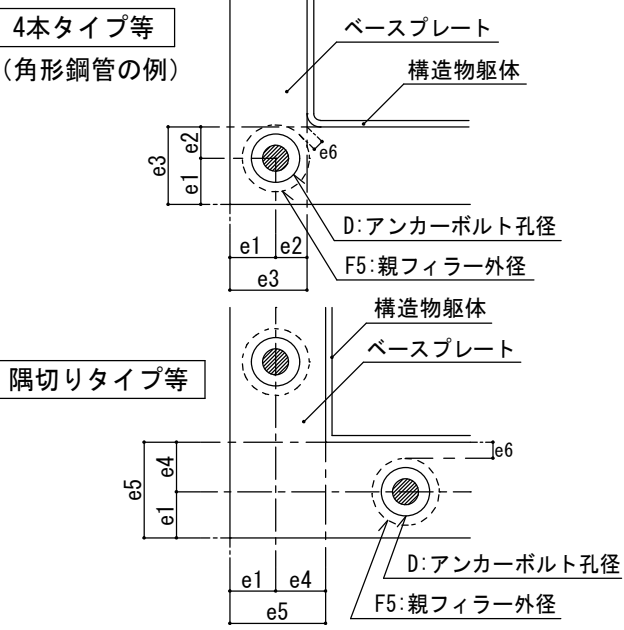 4本タイプ等
(角形鋼管の例)
ベースプレート
構造物躯体
e3
e2
e1
e6
D:アンカーボルト孔径
e1
e2
e3
F5:親フィラー外径
構造物躯体
ベースプレート
隅切りタイプ等
e5
e4
e1
e6
D:アンカーボルト孔径
e1
e4
e5
F5:親フィラー外径